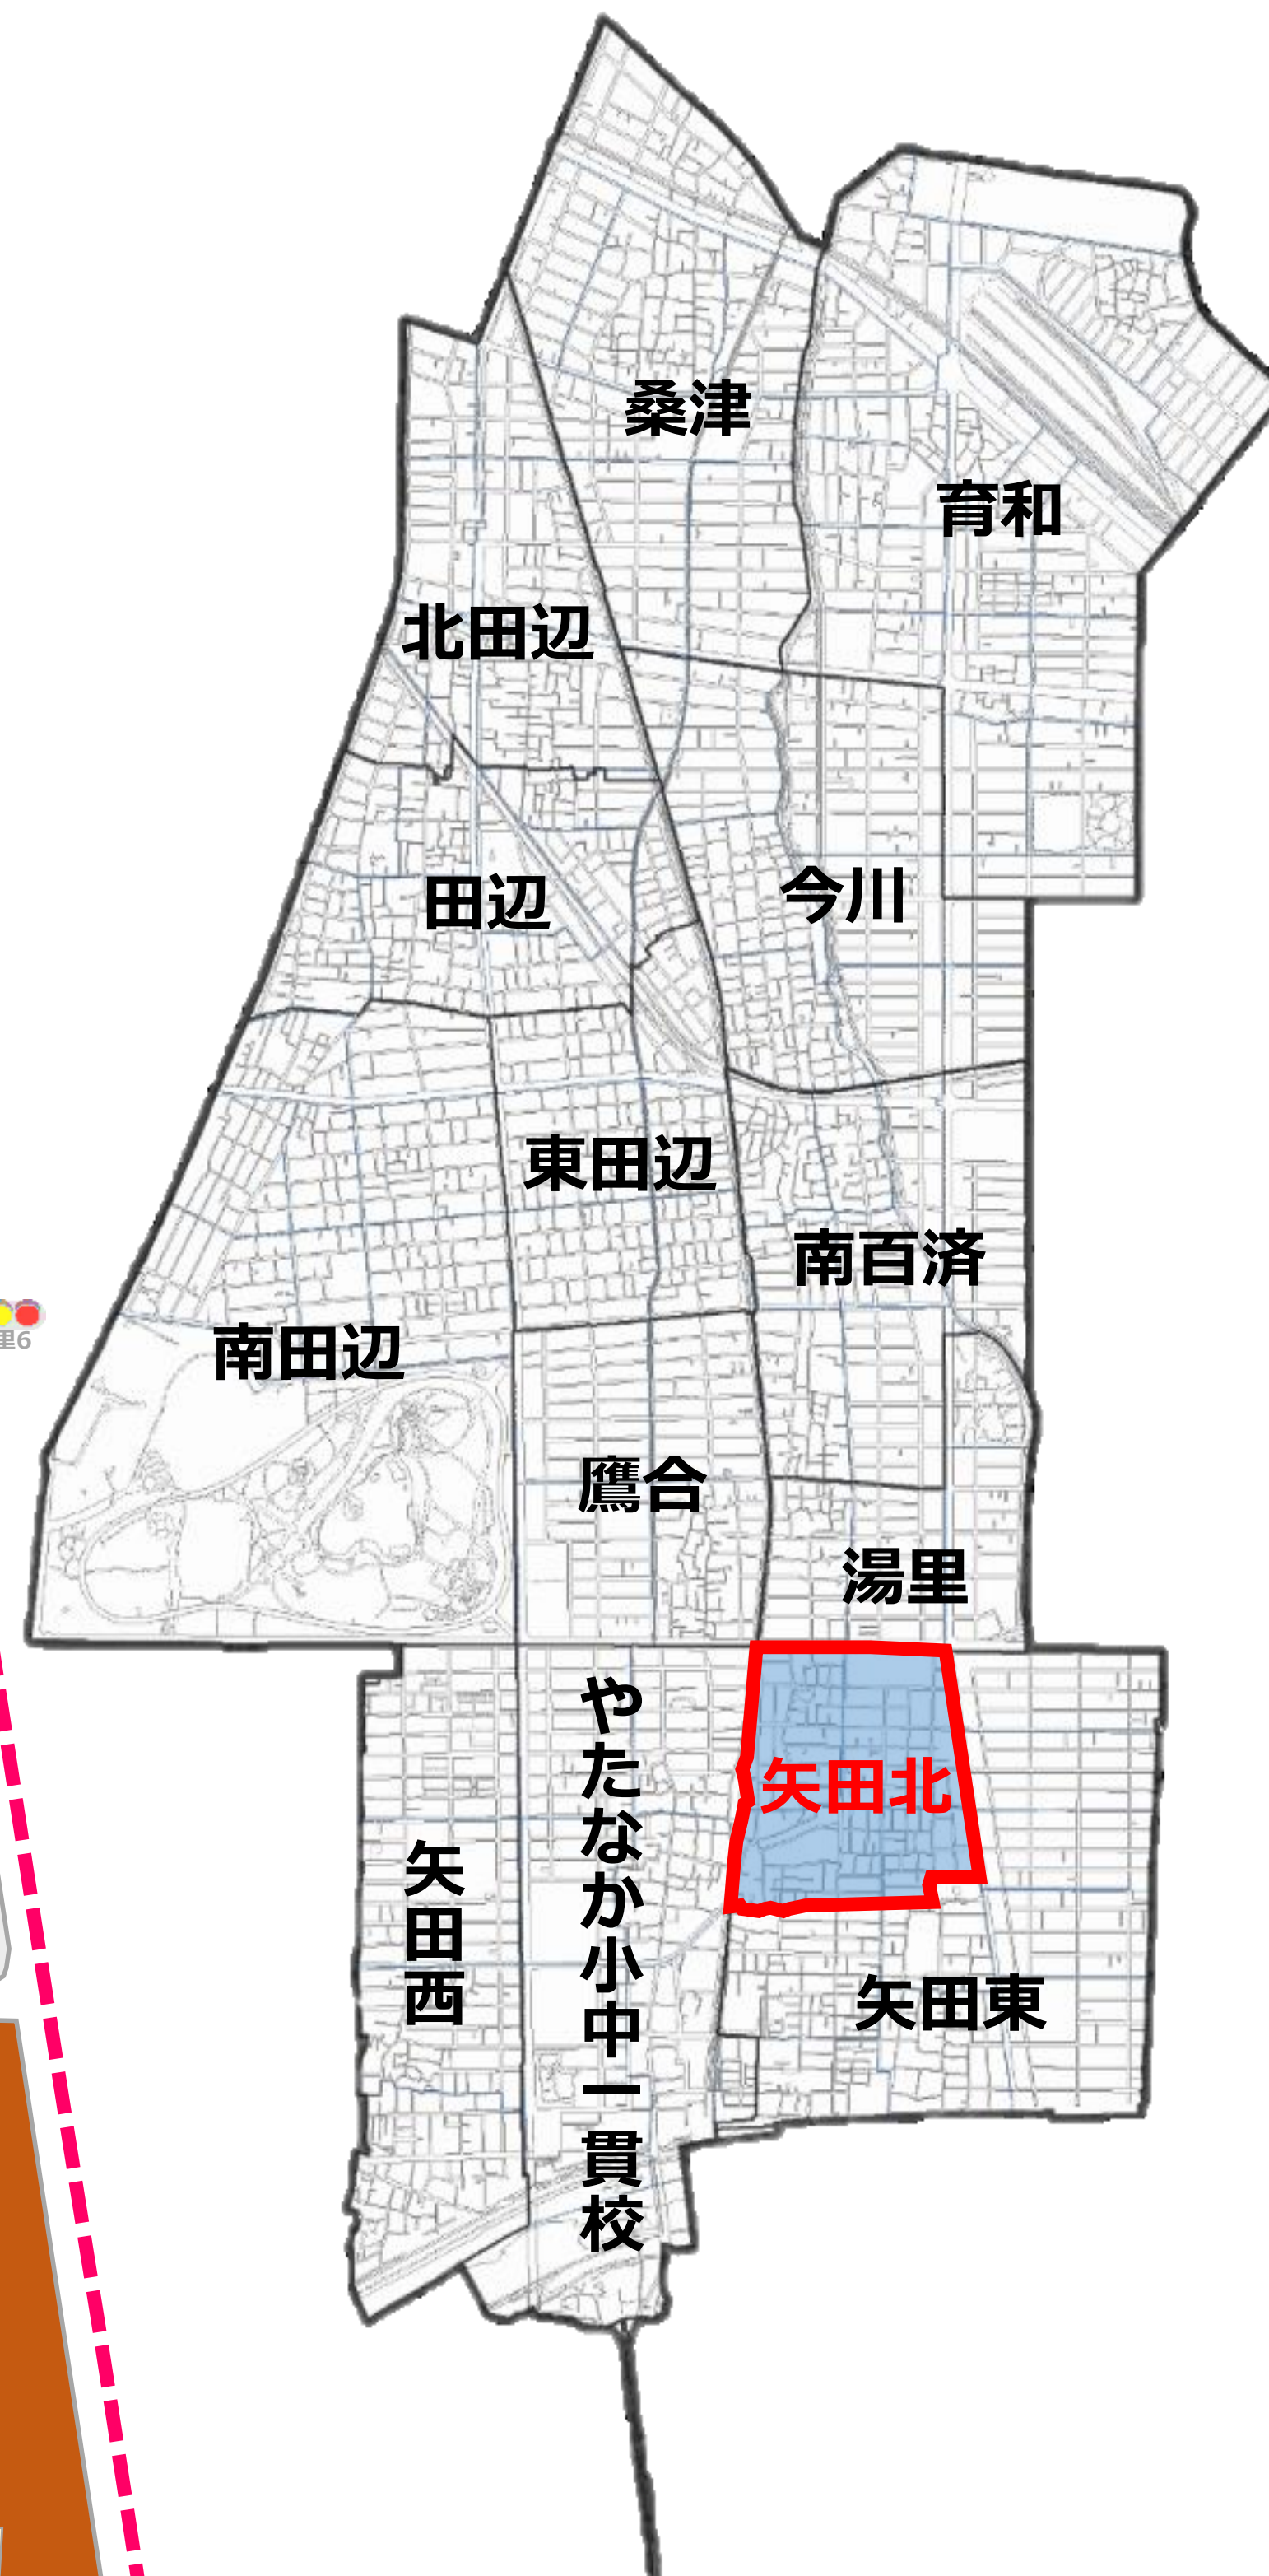 桑津
育和
北田辺
田辺
今川
東田辺
南百済
里6
南田辺
鷹合
湯里
やたなか小中一貫校
矢田北
矢田西
矢田東